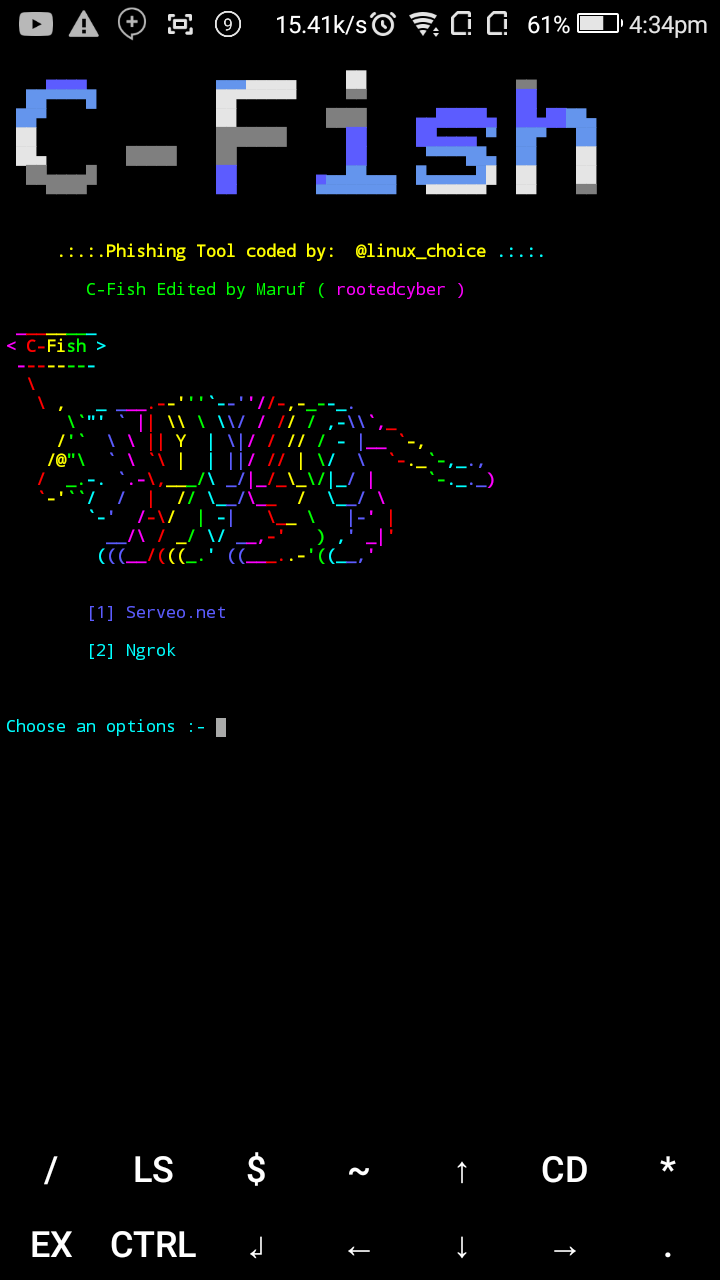 9 15.41k/s 61% 4:34pm
C-Fish
.:.:.Phishing Tool coded by: @linux_choice .:.:.
C-Fish Edited by Maruf ( rootedcyber )
< C-Fish >
[1] Serveo.net
[2] Ngrok
Choose an options :-
/ LS $ ~ ↑ CD *
EX CTRL ↲ ← ↓ → .